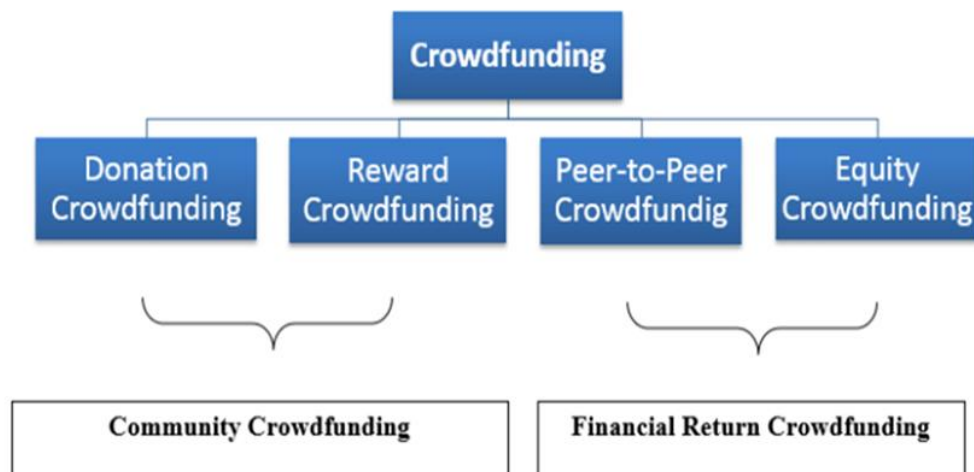 Crowdfunding
Donation
Crowdfunding
Reward
Crowdfunding
Peer-to-Peer
Crowdfundig
Equity
Crowdfunding
Community Crowdfunding
Financial Return Crowdfunding